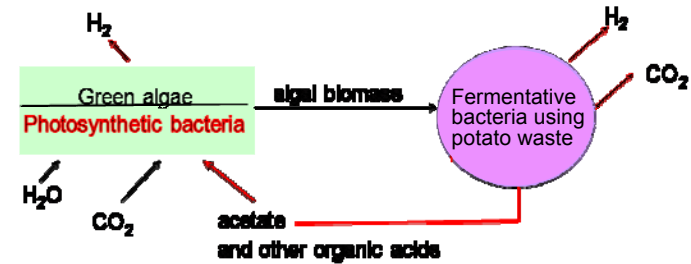 H₂
Green algae
Photosynthetic bacteria
algal biomass
Fermentative
bacteria using
potato waste
H₂
CO₂
H₂O
CO₂
acetate
and other organic acids